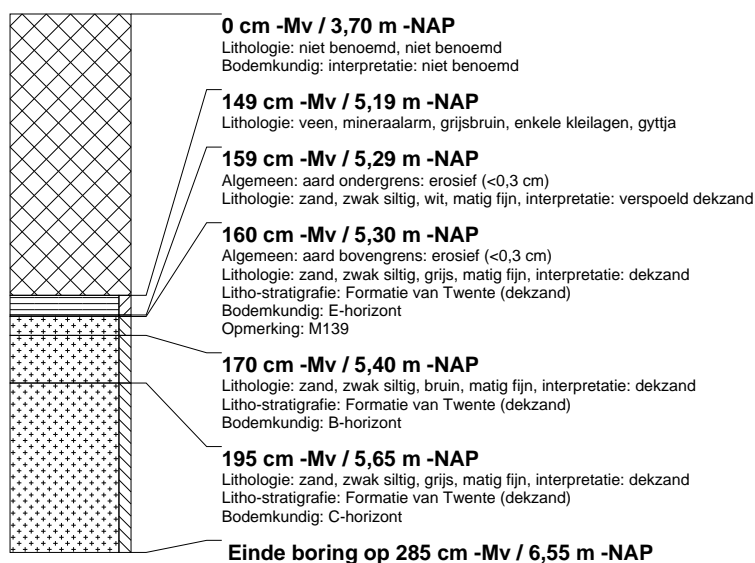 0 cm -Mv / 3,70 m -NAP
Lithologie: niet benoemd, niet benoemd
Bodemkundig: interpretatie: niet benoemd
149 cm -Mv / 5,19 m -NAP
Lithologie: veen, mineraalarm, grijsbruin, enkele kleilagen, gyttja
159 cm -Mv / 5,29 m -NAP
Algemeen: aard ondergrens: erosief (<0,3 cm)
Lithologie: zand, zwak siltig, wit, matig fijn, interpretatie: verspoeld dekzand
160 cm -Mv / 5,30 m -NAP
Algemeen: aard bovengrens: erosief (<0,3 cm)
Lithologie: zand, zwak siltig, grijs, matig fijn, interpretatie: dekzand
Litho-stratigrafie: Formatie van Twente (dekzand)
Bodemkundig: E-horizont
Opmerking: M139
170 cm -Mv / 5,40 m -NAP
Lithologie: zand, zwak siltig, bruin, matig fijn, interpretatie: dekzand
Litho-stratigrafie: Formatie van Twente (dekzand)
Bodemkundig: B-horizont
195 cm -Mv / 5,65 m -NAP
Lithologie: zand, zwak siltig, grijs, matig fijn, interpretatie: dekzand
Litho-stratigrafie: Formatie van Twente (dekzand)
Bodemkundig: C-horizont
Einde boring op 285 cm -Mv / 6,55 m -NAP